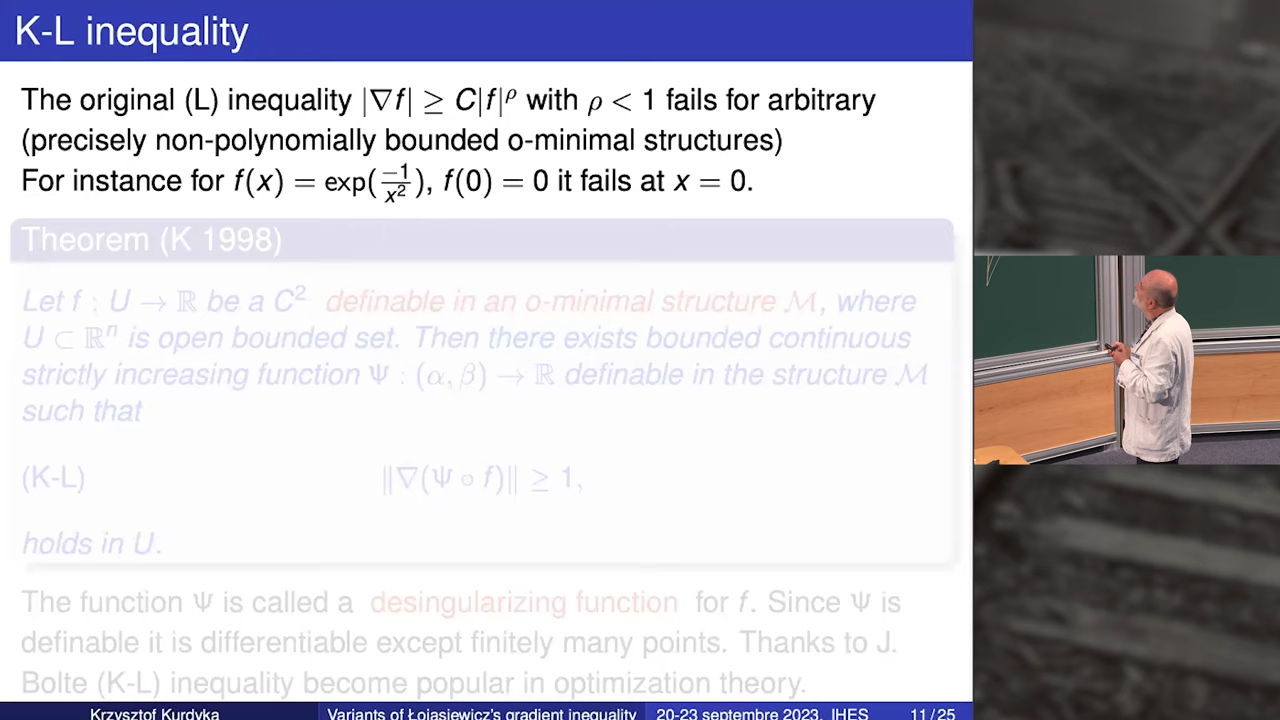 K-L inequality
The original (L) inequality |∇f| ≥ C|f|^ρ with ρ < 1 fails for arbitrary
(precisely non-polynomially bounded o-minimal structures)
For instance for f(x) = exp(−1/x²), f(0) = 0 it fails at x = 0.
Theorem (K 1998)
Let f : U → ℝ be a C² definable in an o-minimal structure ℳ, where
U ⊂ ℝⁿ is open bounded set. Then there exists bounded continuous
strictly increasing function Ψ : (α, β) → ℝ definable in the structure ℳ
such that
(K-L) ‖∇(Ψ ∘ f)‖ ≥ 1,
holds in U.
The function Ψ is called a desingularizing function for f. Since Ψ is
definable it is differentiable except finitely many points. Thanks to J.
Bolte (K-L) inequality become popular in optimization theory.
Krzysztof Kurdyka Variants of Łojasiewicz's gradient inequality 20-23 septembre 2023, IHES 11 / 25